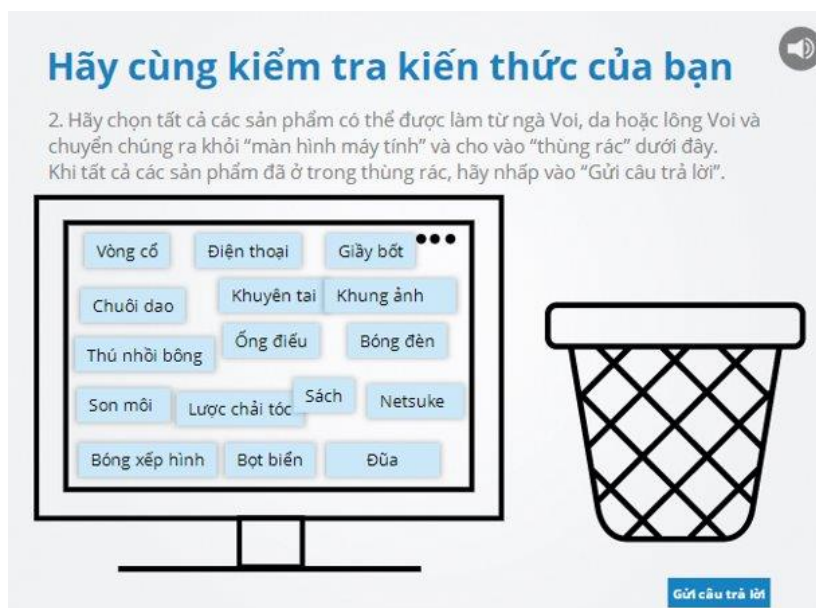 Hãy cùng kiểm tra kiến thức của bạn
2. Hãy chọn tất cả các sản phẩm có thể được làm từ ngà Voi, da hoặc lông Voi và
chuyển chúng ra khỏi “màn hình máy tính” và cho vào “thùng rác” dưới đây.
Khi tất cả các sản phẩm đã ở trong thùng rác, hãy nhấp vào “Gửi câu trả lời”.
Vòng cổ
Điện thoại
Giầy bốt
Chuôi dao
Khuyên tai
Khung ảnh
Thú nhồi bông
Ống điếu
Bóng đèn
Son môi
Lược chải tóc
Sách
Netsuke
Bóng xếp hình
Bọt biển
Đũa
Gửi câu trả lời